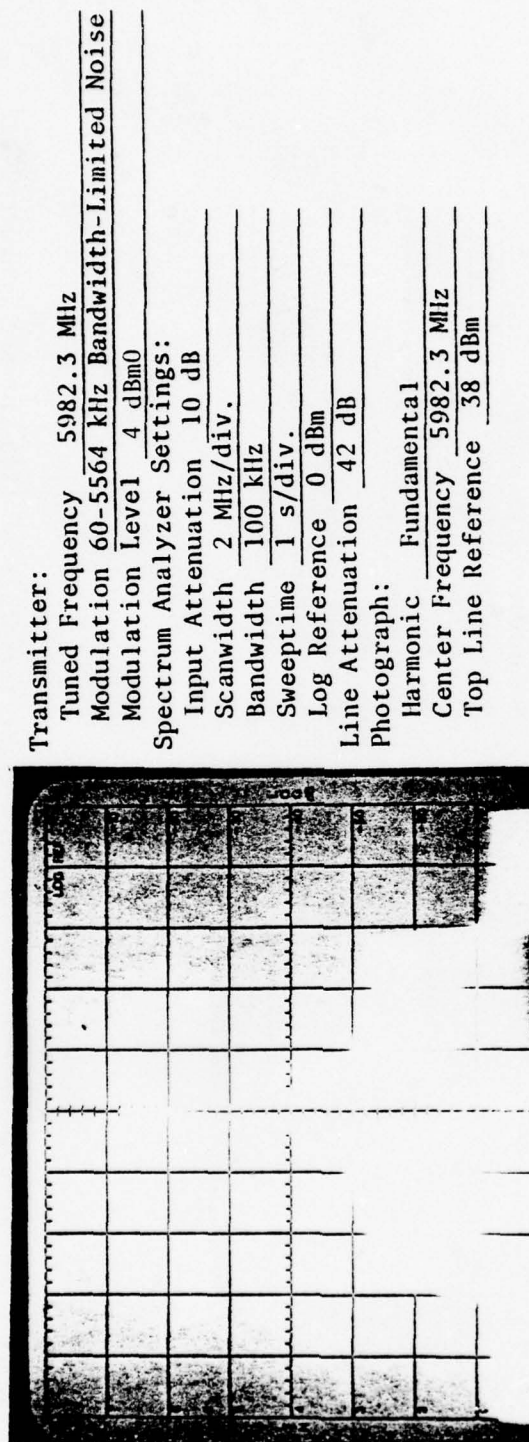 Transmitter:
Tuned Frequency 5982.3 MHz
Modulation 60-5564 kHz Bandwidth-Limited Noise
Modulation Level 4 dBm0
Spectrum Analyzer Settings:
Input Attenuation 10 dB
Scanwidth 2 MHz/div.
Bandwidth 100 kHz
Sweeptime 1 s/div.
Log Reference 0 dBm
Line Attenuation 42 dB
Photograph:
Harmonic Fundamental
Center Frequency 5982.3 MHz
Top Line Reference 38 dBm
LOG REF